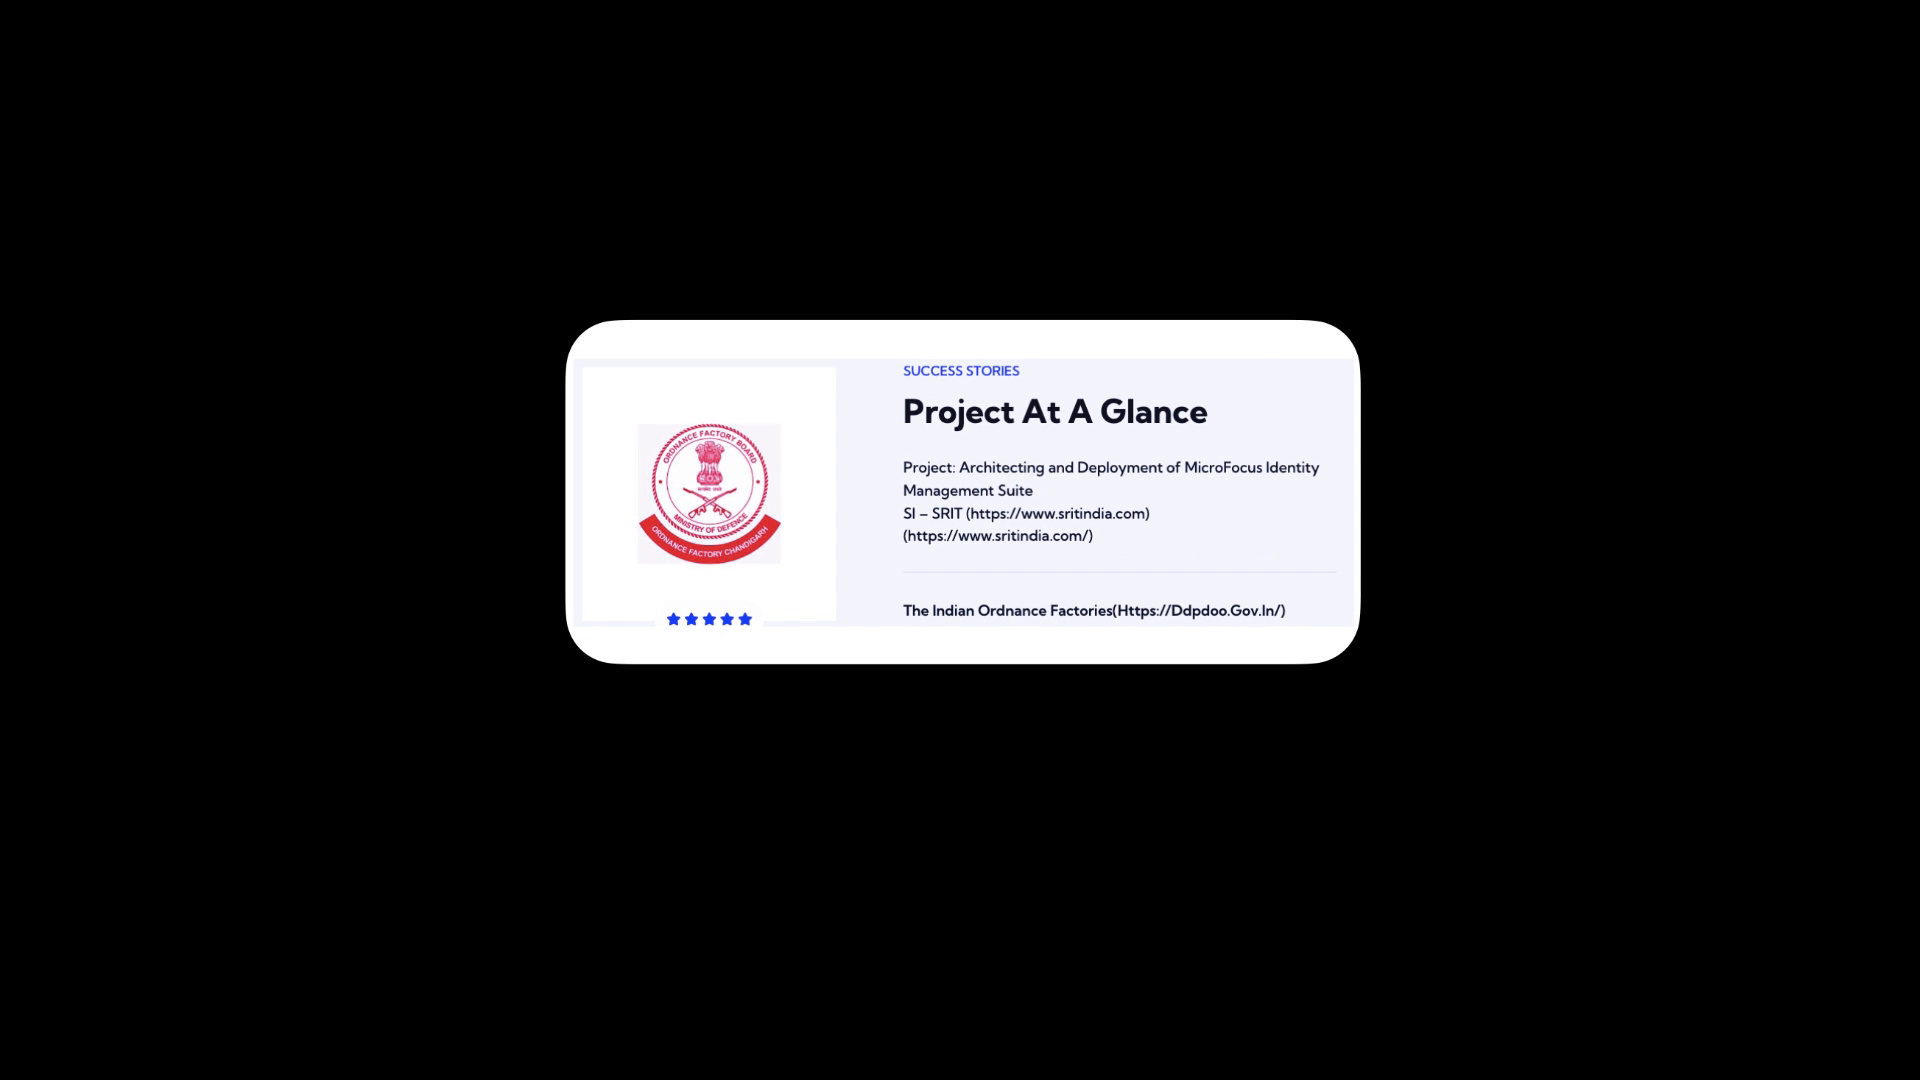 ORDNANCE FACTORY BOARD
MINISTRY OF DEFENCE
ORDNANCE FACTORY CHANDIGARH
SUCCESS STORIES
Project At A Glance
Project: Architecting and Deployment of MicroFocus Identity
Management Suite
SI – SRIT (https://www.sritindia.com)
(https://www.sritindia.com/)
The Indian Ordnance Factories(Https://Ddpdoo.Gov.In/)